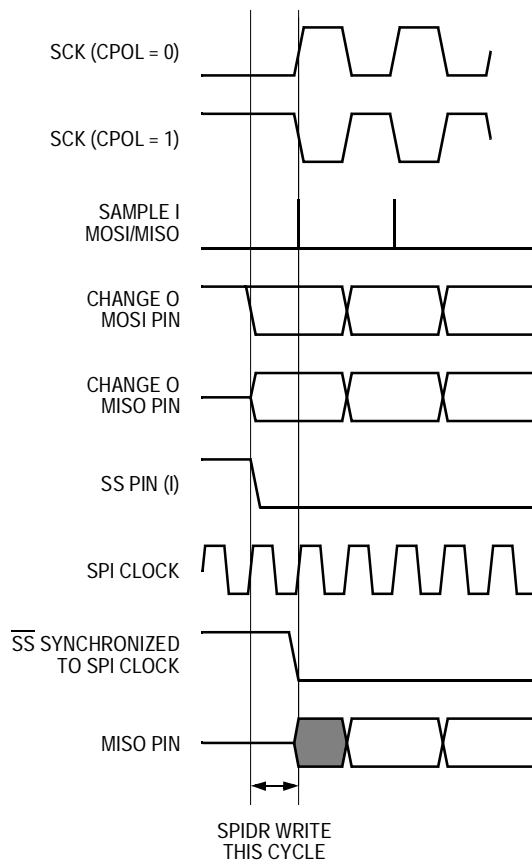 SCK (CPOL = 0)
SCK (CPOL = 1)
SAMPLE I
MOSI/MISO
CHANGE O
MOSI PIN
CHANGE O
MISO PIN
SS PIN (I)
SPI CLOCK
S̅S̅ SYNCHRONIZED
TO SPI CLOCK
MISO PIN
SPIDR WRITE
THIS CYCLE